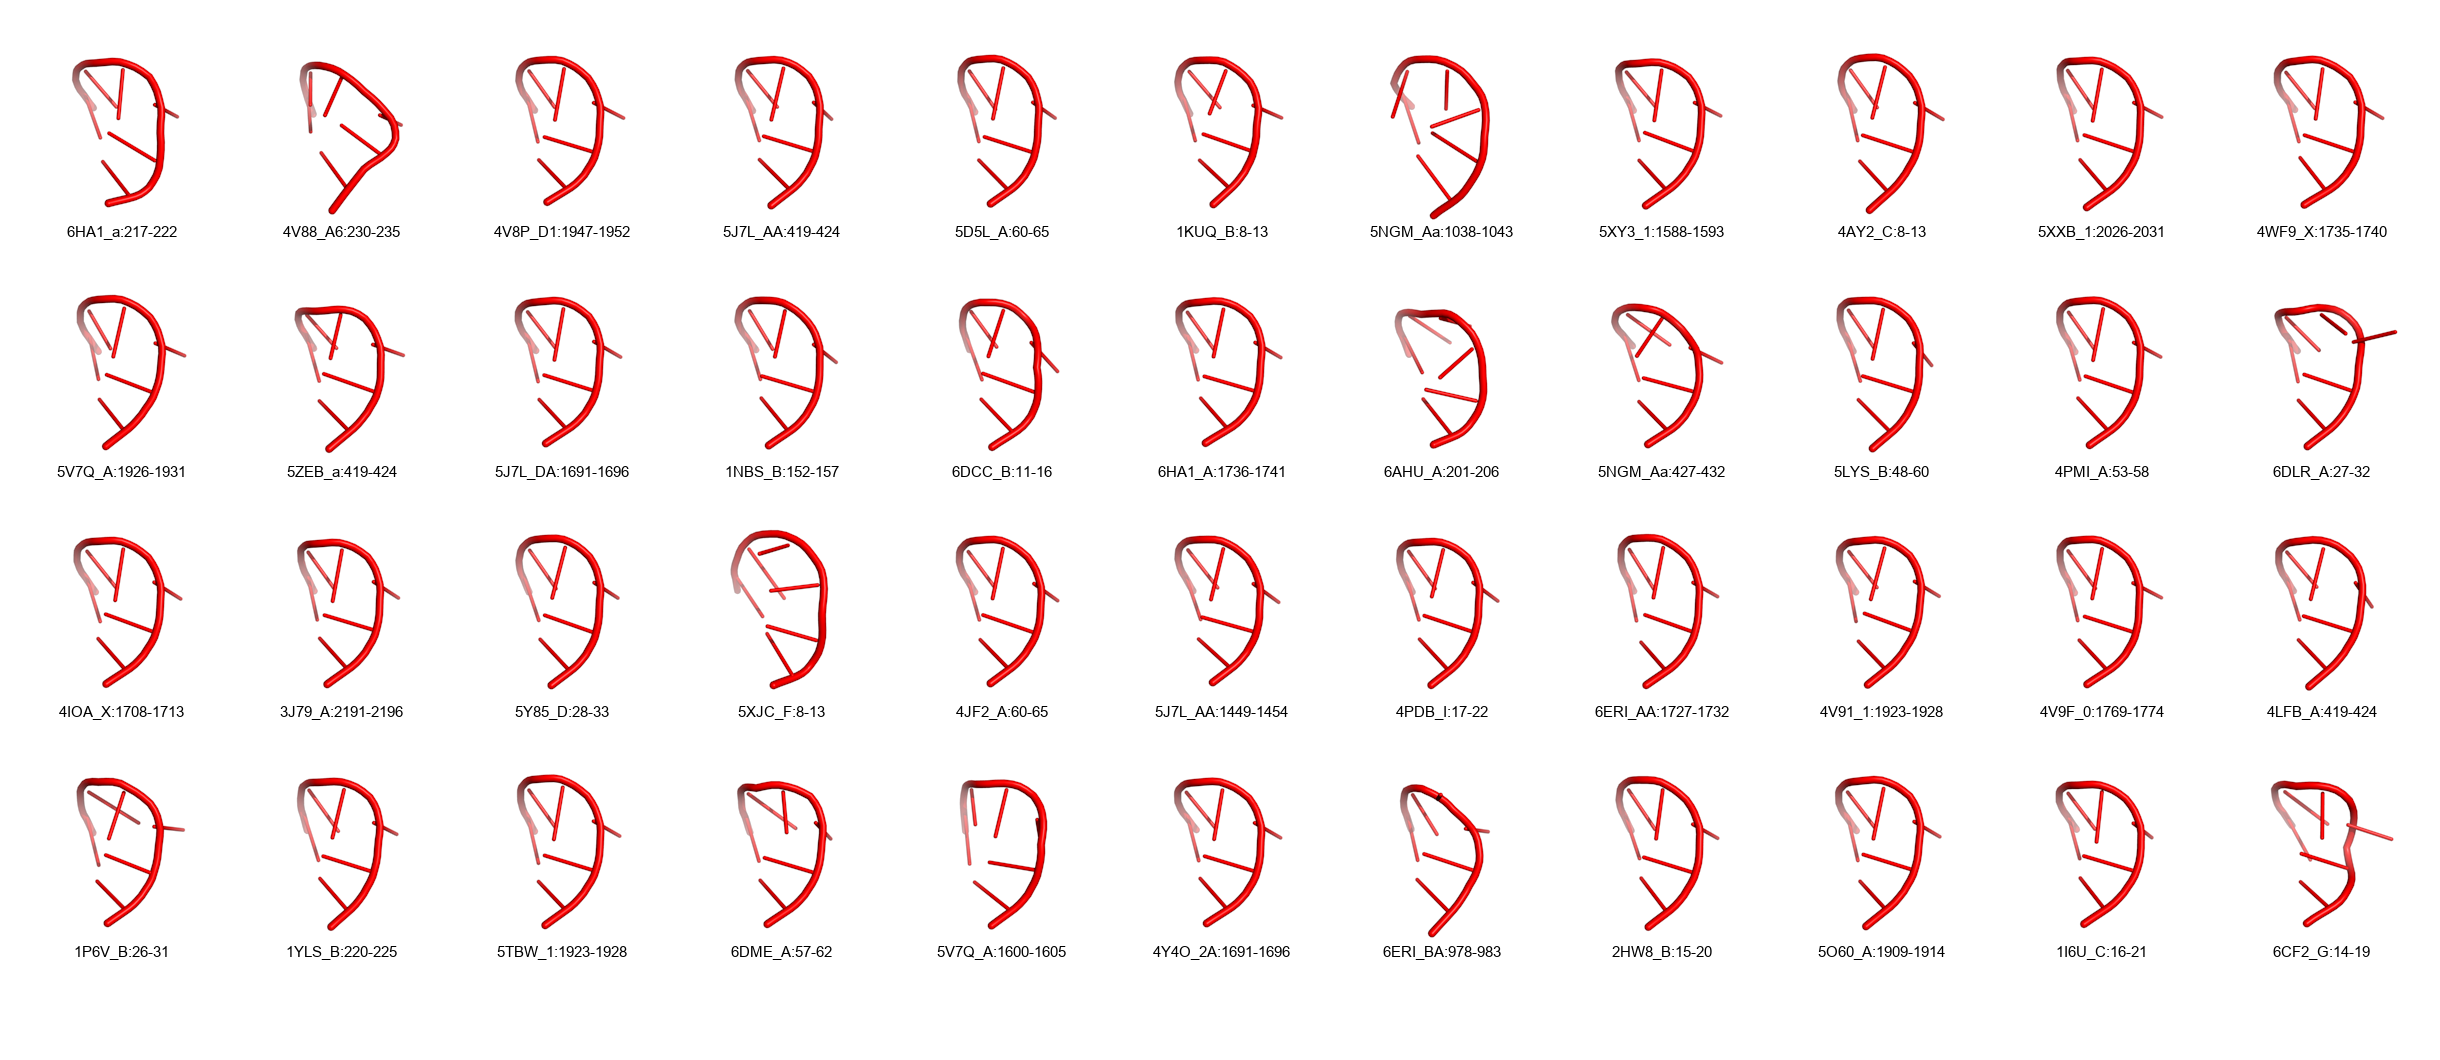 6HA1_a:217-222 4V88_A6:230-235 4V8P_D1:1947-1952 5J7L_AA:419-424 5D5L_A:60-65 1KUQ_B:8-13 5NGM_Aa:1038-1043 5XY3_1:1588-1593 4AY2_C:8-13 5XXB_1:2026-2031 4WF9_X:1735-1740
5V7Q_A:1926-1931 5ZEB_a:419-424 5J7L_DA:1691-1696 1NBS_B:152-157 6DCC_B:11-16 6HA1_A:1736-1741 6AHU_A:201-206 5NGM_Aa:427-432 5LYS_B:48-60 4PMI_A:53-58 6DLR_A:27-32
4IOA_X:1708-1713 3J79_A:2191-2196 5Y85_D:28-33 5XJC_F:8-13 4JF2_A:60-65 5J7L_AA:1449-1454 4PDB_I:17-22 6ERI_AA:1727-1732 4V91_1:1923-1928 4V9F_0:1769-1774 4LFB_A:419-424
1P6V_B:26-31 1YLS_B:220-225 5TBW_1:1923-1928 6DME_A:57-62 5V7Q_A:1600-1605 4Y4O_2A:1691-1696 6ERI_BA:978-983 2HW8_B:15-20 5O60_A:1909-1914 1I6U_C:16-21 6CF2_G:14-19